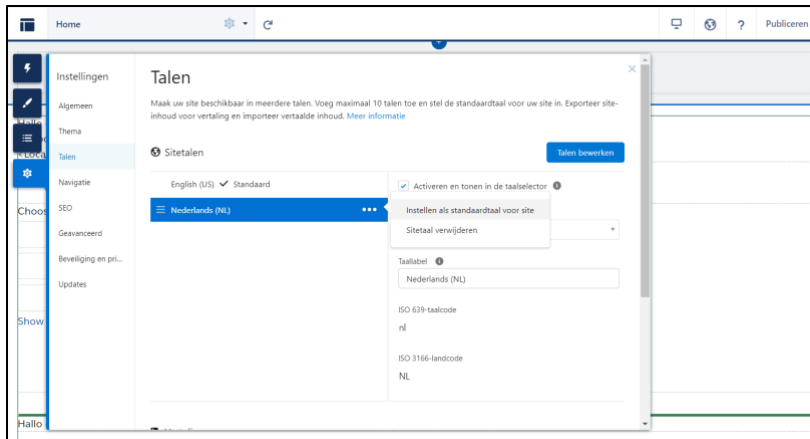 Home
Publiceren
Instellingen
Algemeen
Thema
Talen
Navigatie
SEO
Geavanceerd
Beveiliging en pri...
Updates
Talen
Maak uw site beschikbaar in meerdere talen. Voeg maximaal 10 talen toe en stel de standaardtaal voor uw site in. Exporteer site-
inhoud voor vertaling en importeer vertaalde inhoud. Meer informatie
Sitetalen
Talen bewerken
English (US) ✔ Standaard
Nederlands (NL)
Activeren en tonen in de taalselector
Instellen als standaardtaal voor site
Sitetaal verwijderen
Taallabel
Nederlands (NL)
ISO 639-taalcode
nl
ISO 3166-landcode
NL
Choos
Show
Hallo